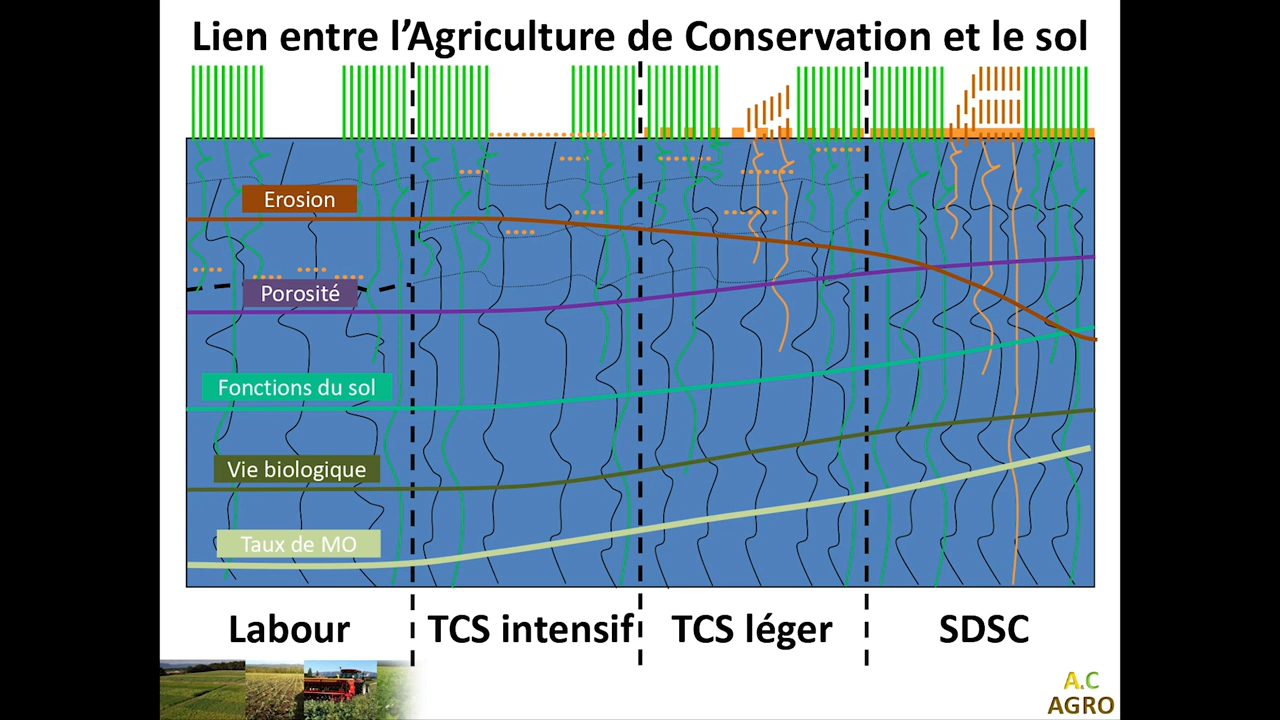 Lien entre l’Agriculture de Conservation et le sol
Erosion
Porosité
Fonctions du sol
Vie biologique
Taux de MO
Labour
TCS intensif
TCS léger
SDSC
A.C
AGRO